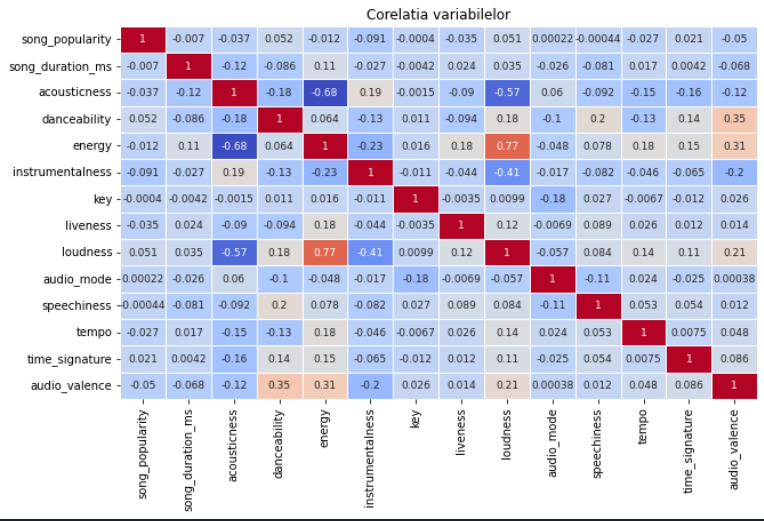 Corelatia variabilelor
song_popularity 1 -0.007 -0.037 0.052 -0.012 -0.091 -0.0004 -0.035 0.051 0.00022 -0.00044 -0.027 0.021 -0.05
song_duration_ms -0.007 1 -0.12 -0.086 0.11 -0.027 -0.0042 0.024 0.035 -0.026 -0.081 0.017 0.0042 -0.068
acousticness -0.037 -0.12 1 -0.18 -0.68 0.19 -0.0015 -0.09 -0.57 0.06 -0.092 -0.15 -0.16 -0.12
danceability 0.052 -0.086 -0.18 1 0.064 -0.13 0.011 -0.094 0.18 -0.1 0.2 -0.13 0.14 0.35
energy -0.012 0.11 -0.68 0.064 1 -0.23 0.016 0.18 0.77 -0.048 0.078 0.18 0.15 0.31
instrumentalness -0.091 -0.027 0.19 -0.13 -0.23 1 -0.011 -0.044 -0.41 -0.017 -0.082 -0.046 -0.065 -0.2
key -0.0004 -0.0042 -0.0015 0.011 0.016 -0.011 1 -0.0035 0.0099 -0.18 0.027 -0.0067 -0.012 0.026
liveness -0.035 0.024 -0.09 -0.094 0.18 -0.044 -0.0035 1 0.12 -0.0069 0.089 0.026 0.012 0.014
loudness 0.051 0.035 -0.57 0.18 0.77 -0.41 0.0099 0.12 1 -0.057 0.084 0.14 0.11 0.21
audio_mode 0.00022 -0.026 0.06 -0.1 -0.048 -0.017 -0.18 -0.0069 -0.057 1 -0.11 0.024 -0.025 0.00038
speechiness -0.00044 -0.081 -0.092 0.2 0.078 -0.082 0.027 0.089 0.084 -0.11 1 0.053 0.054 0.012
tempo -0.027 0.017 -0.15 -0.13 0.18 -0.046 -0.0067 0.026 0.14 0.024 0.053 1 0.0075 0.048
time_signature 0.021 0.0042 -0.16 0.14 0.15 -0.065 -0.012 0.012 0.11 -0.025 0.054 0.0075 1 0.086
audio_valence -0.05 -0.068 -0.12 0.35 0.31 -0.2 0.026 0.014 0.21 0.00038 0.012 0.048 0.086 1
song_popularity
song_duration_ms
acousticness
danceability
energy
instrumentalness
key
liveness
loudness
audio_mode
speechiness
tempo
time_signature
audio_valence